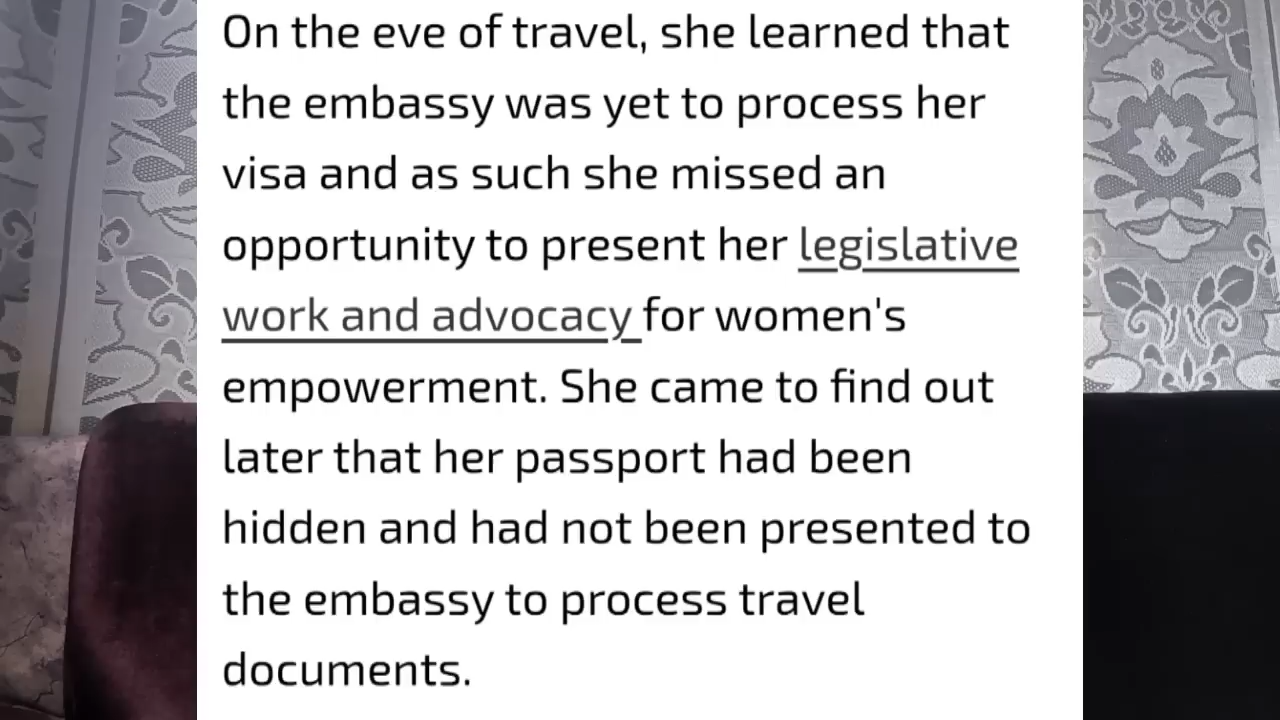 On the eve of travel, she learned that
the embassy was yet to process her
visa and as such she missed an
opportunity to present her legislative
work and advocacy for women's
empowerment. She came to find out
later that her passport had been
hidden and had not been presented to
the embassy to process travel
documents.